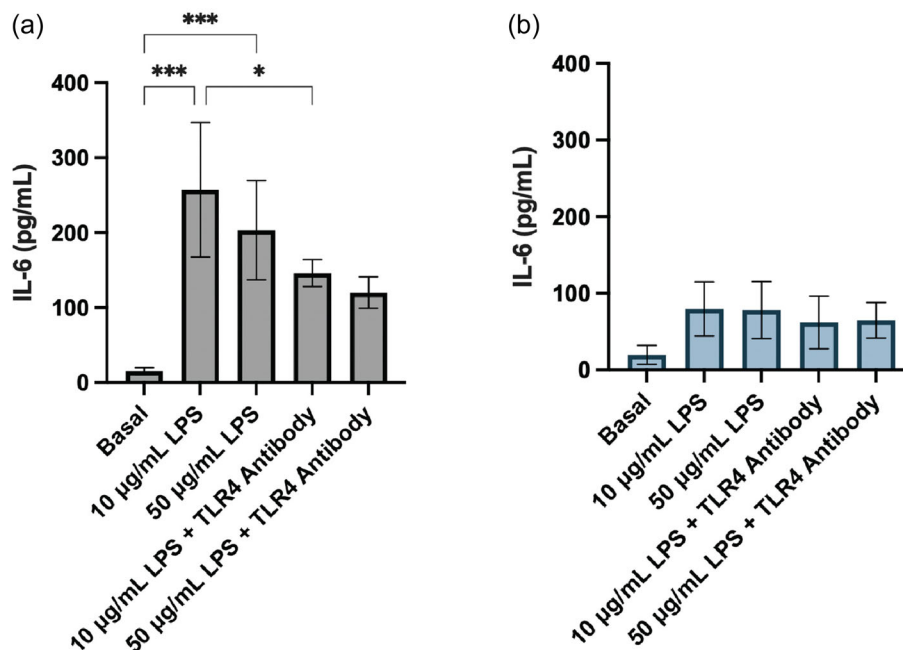 (a)
***
***
*
IL-6 (pg/mL)
400
300
200
100
0
Basal
10 µg/mL LPS
50 µg/mL LPS
10 µg/mL LPS + TLR4 Antibody
50 µg/mL LPS + TLR4 Antibody
(b)
IL-6 (pg/mL)
400
300
200
100
0
Basal
10 µg/mL LPS
50 µg/mL LPS
10 µg/mL LPS + TLR4 Antibody
50 µg/mL LPS + TLR4 Antibody